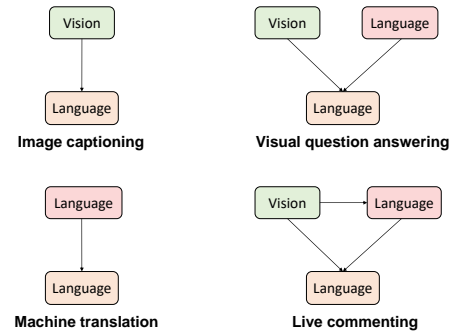 Vision
Language
Image captioning
Vision Language
Language
Visual question answering
Language
Language
Machine translation
Vision Language
Language
Live commenting